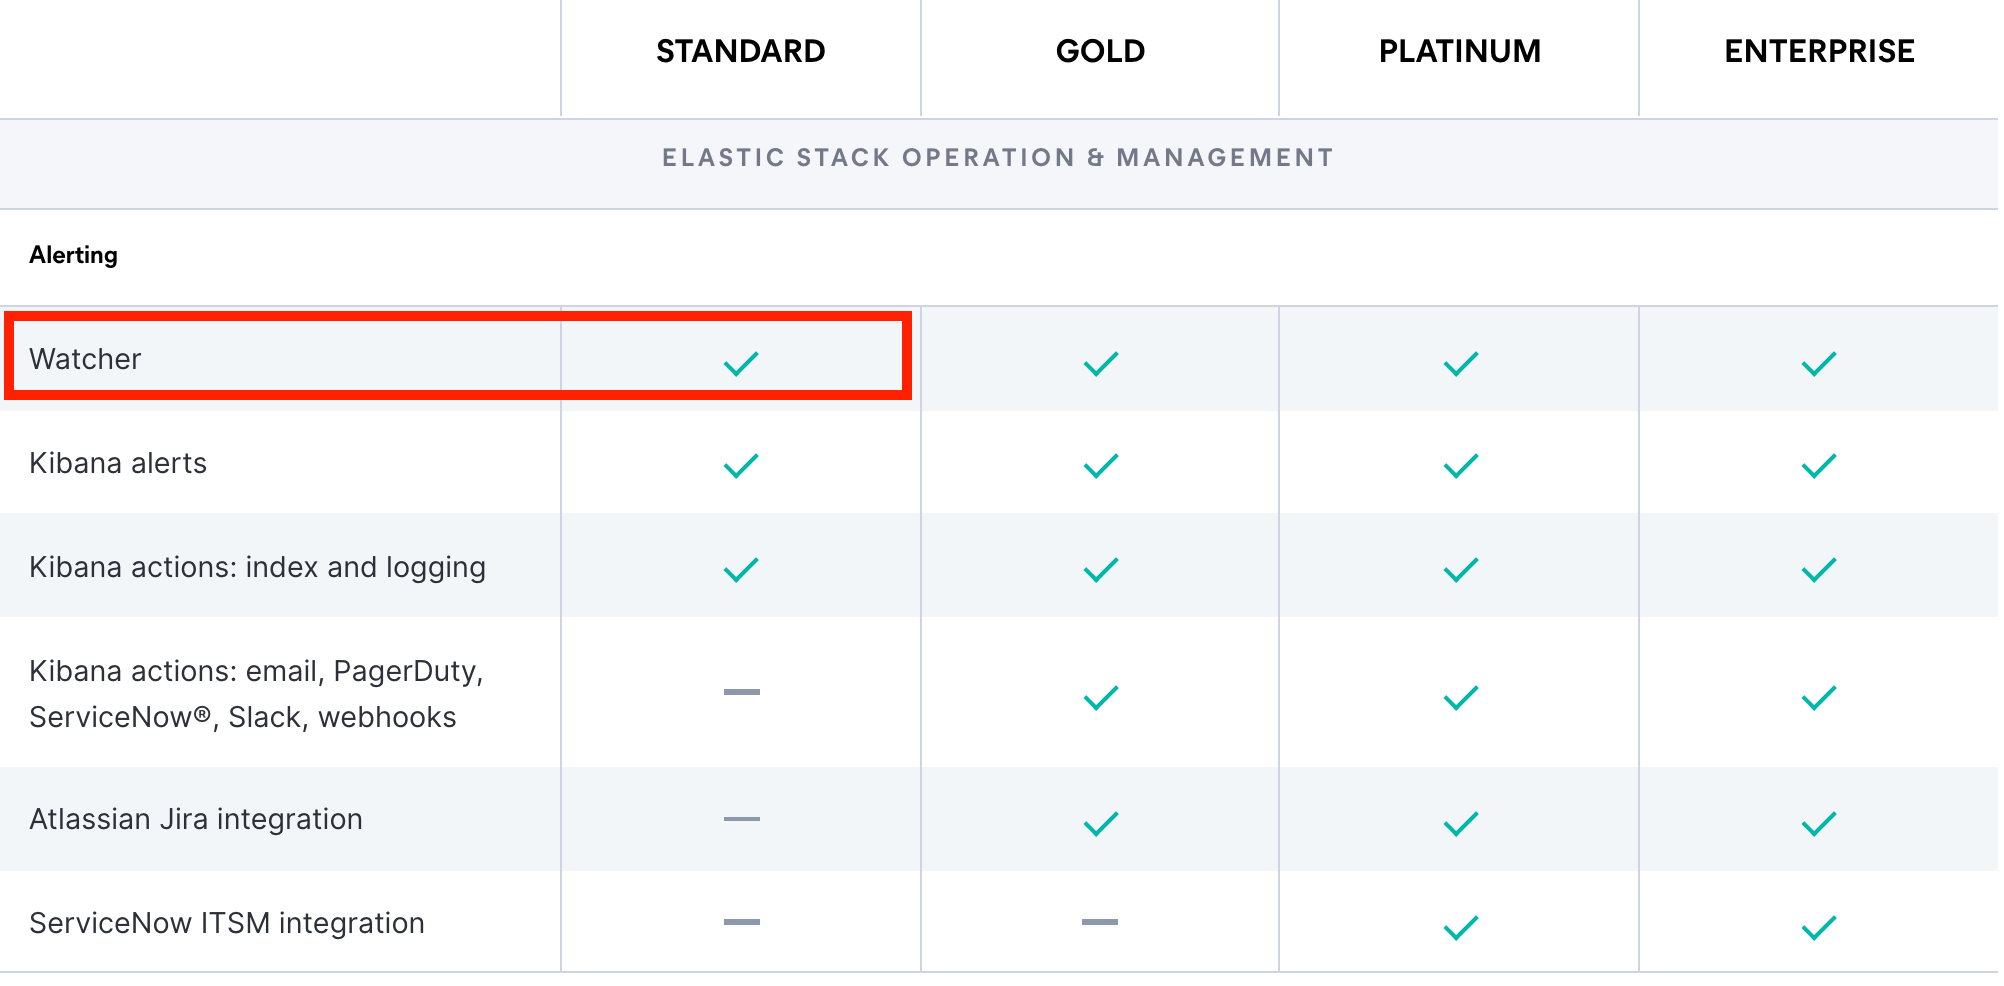 STANDARD GOLD PLATINUM ENTERPRISE
ELASTIC STACK OPERATION & MANAGEMENT
Alerting
Watcher
Kibana alerts
Kibana actions: index and logging
Kibana actions: email, PagerDuty,
ServiceNow®, Slack, webhooks
Atlassian Jira integration
ServiceNow ITSM integration